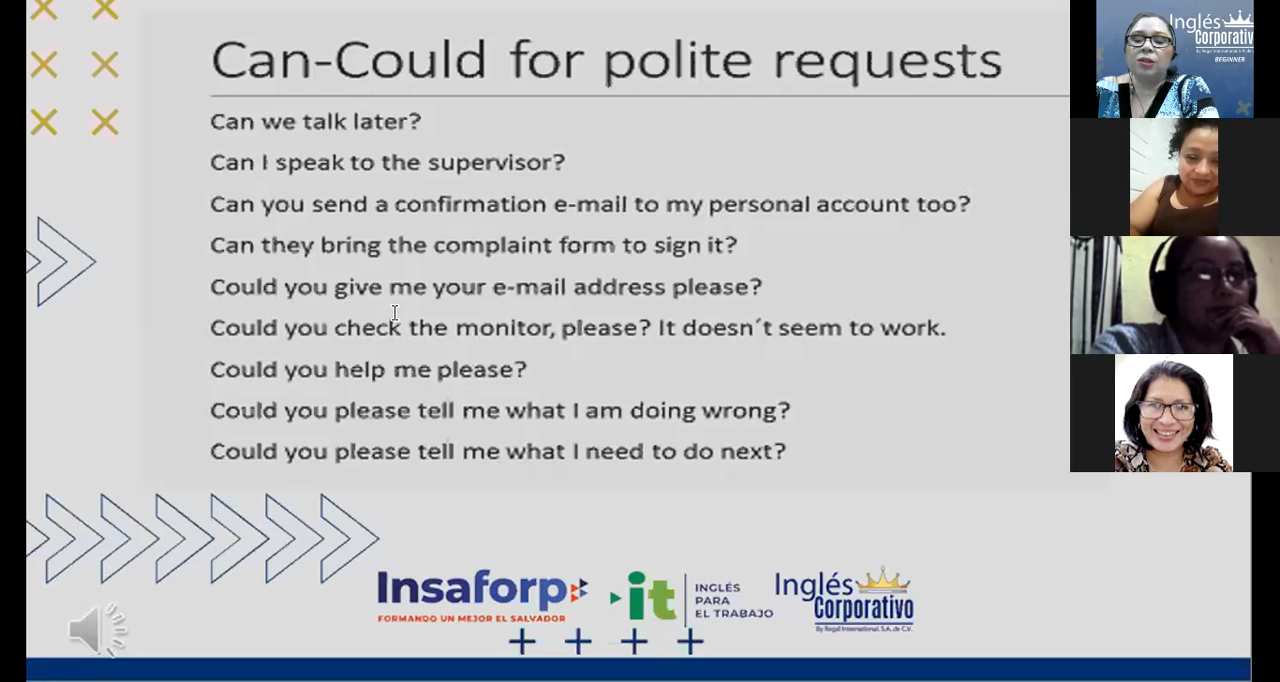 Can-Could for polite requests
Can we talk later?
Can I speak to the supervisor?
Can you send a confirmation e-mail to my personal account too?
Can they bring the complaint form to sign it?
Could you give me your e-mail address please?
Could you check the monitor, please? It doesn´t seem to work.
Could you help me please?
Could you please tell me what I am doing wrong?
Could you please tell me what I need to do next?
Insaforp
FORMANDO UN MEJOR EL SALVADOR
it
INGLÉS
PARA
EL TRABAJO
Inglés
Corporativo
By Regal International, S.A. de C.V.
Inglés
Corporativo
BEGINNER